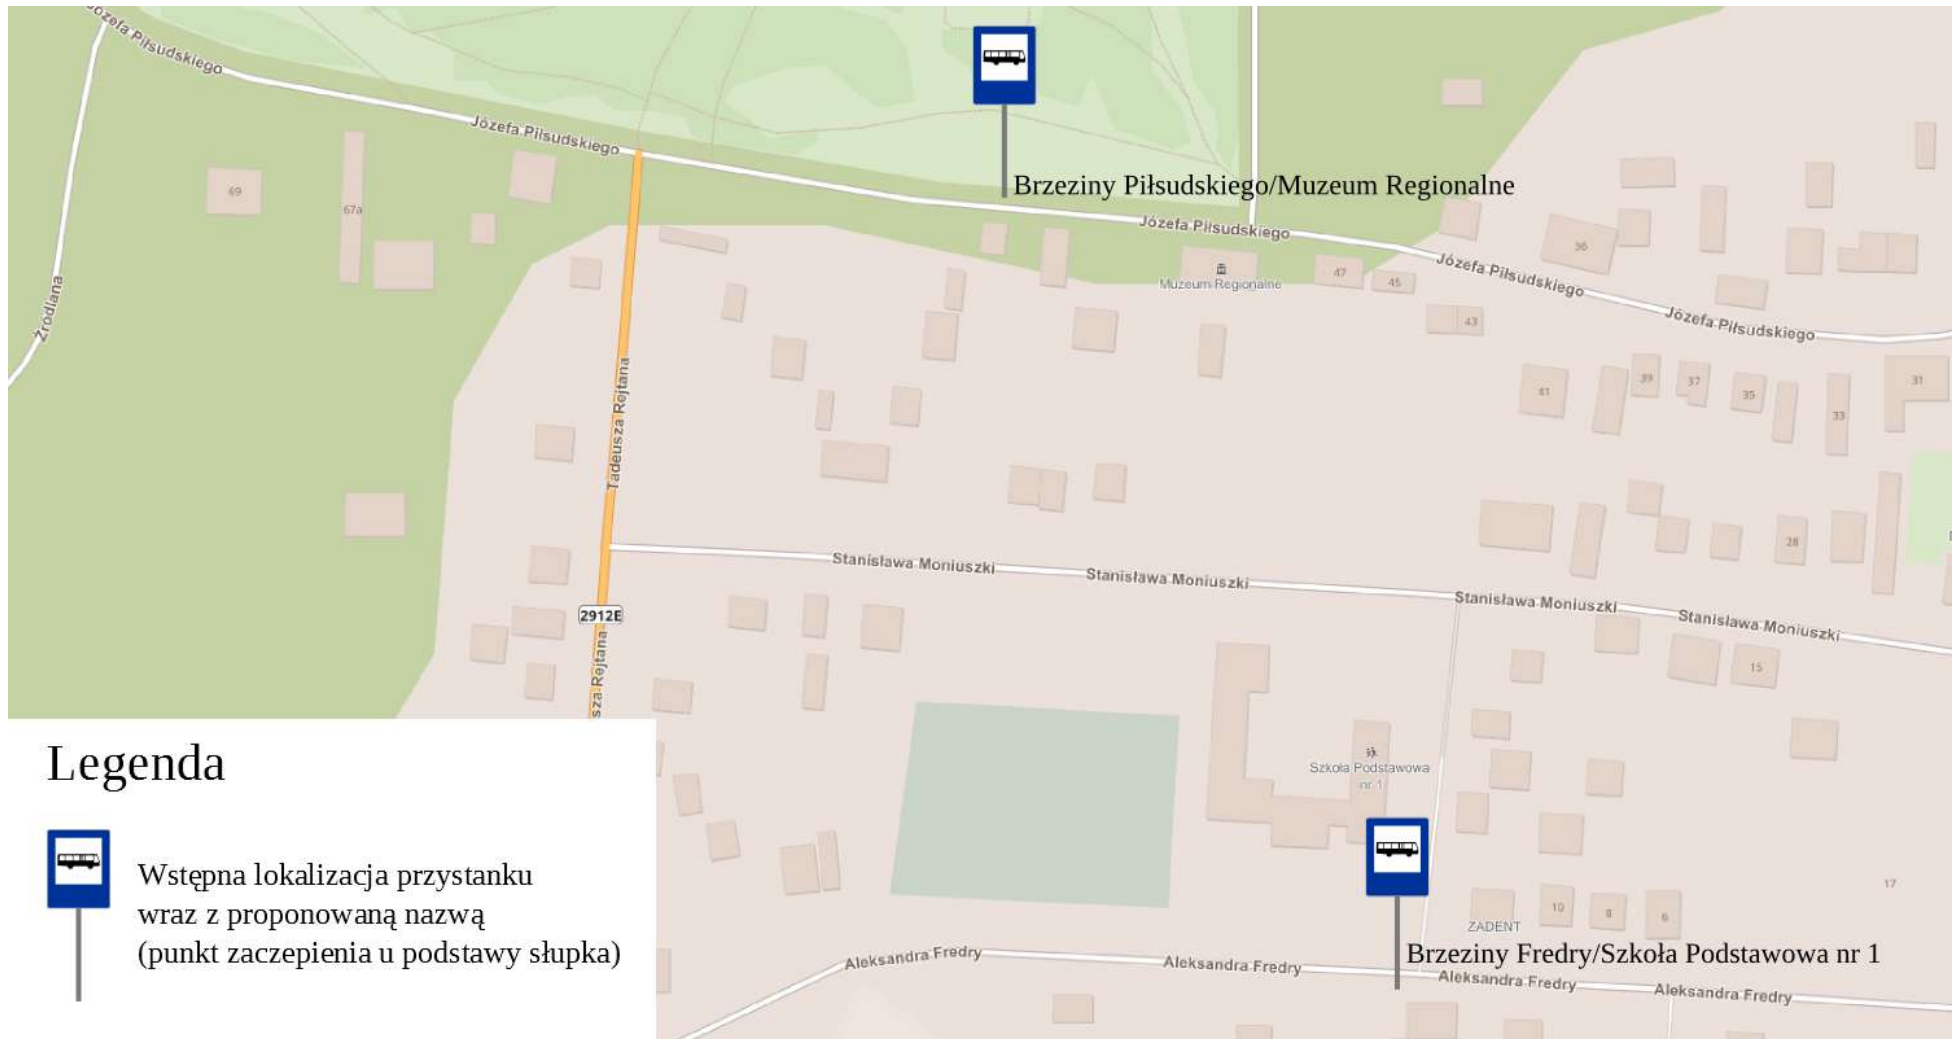 Józefa Piłsudskiego
Józefa Piłsudskiego
Brzeziny Piłsudskiego/Muzeum Regionalne
Józefa Piłsudskiego
Józefa Piłsudskiego
Józefa Piłsudskiego
69
67a
36
Muzeum Regionalne
47
45
43
Źródlana
Tadeusza Rejtana
41
39
37
35
33
31
28
Stanisława Moniuszki
Stanisława Moniuszki
Stanisława Moniuszki
Stanisława Moniuszki
2912E
sza Rejtana
15
Szkoła Podstawowa
nr 1
17
10
8
6
ZADENT
Brzeziny Fredry/Szkoła Podstawowa nr 1
Aleksandra Fredry
Aleksandra Fredry
Aleksandra Fredry
Aleksandra Fredry
Legenda
Wstępna lokalizacja przystanku
wraz z proponowaną nazwą
(punkt zaczepienia u podstawy słupka)